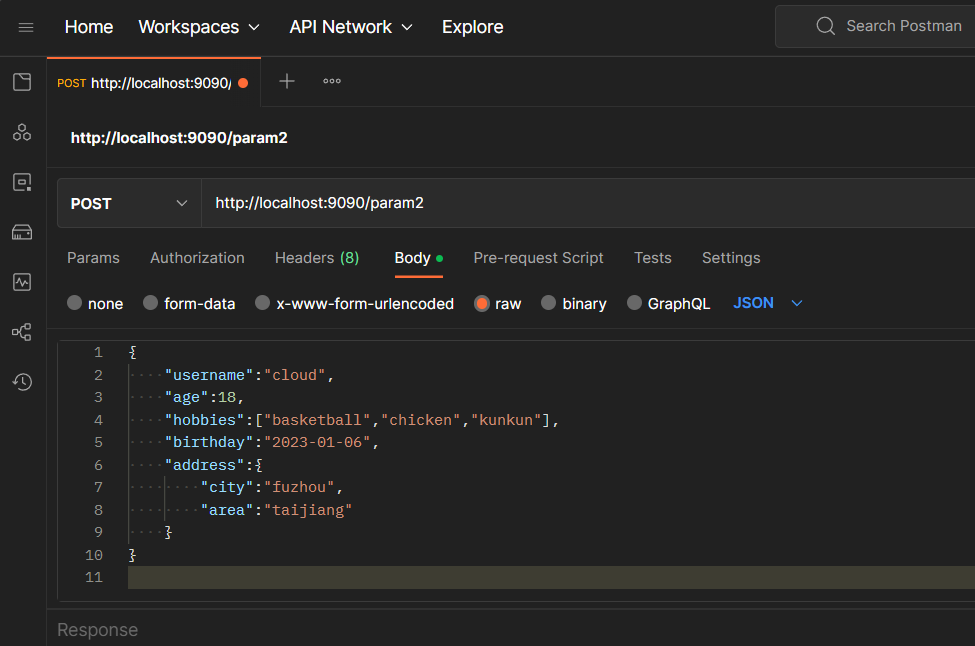 Home Workspaces API Network Explore Search Postman
POST http://localhost:9090/
http://localhost:9090/param2
POST http://localhost:9090/param2
Params Authorization Headers (8) Body Pre-request Script Tests Settings
none form-data x-www-form-urlencoded raw binary GraphQL JSON
1 {
2 "username":"cloud",
3 "age":18,
4 "hobbies":["basketball","chicken","kunkun"],
5 "birthday":"2023-01-06",
6 "address":{
7 "city":"fuzhou",
8 "area":"taijiang"
9 }
10 }
11
Response